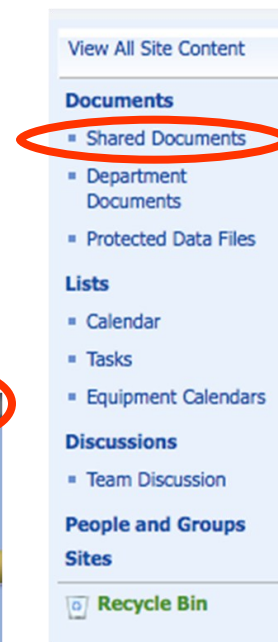 View All Site Content
Documents
Shared Documents
Department
Documents
Protected Data Files
Lists
Calendar
Tasks
Equipment Calendars
Discussions
Team Discussion
People and Groups
Sites
Recycle Bin